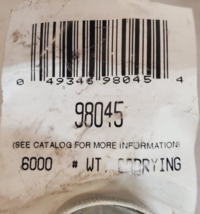 0 49346 98045 4
98045
(SEE CATALOG FOR MORE INFORMATION)
6000 # WT. CARRYING